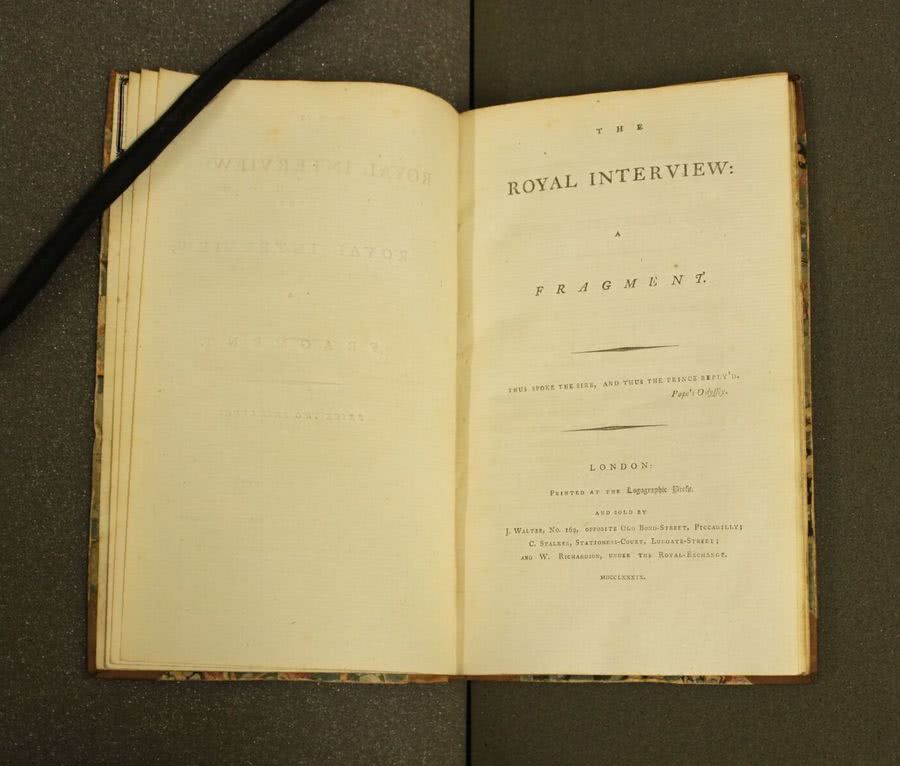 THE
ROYAL INTERVIEW:
A
FRAGMENT.
THUS SPOKE THE SIRE, AND THUS THE PRINCE REPLY'D.
Pope's Odyssey.
LONDON:
PRINTED AT THE Logographic Press,
AND SOLD BY
J. WALTER, No. 169, OPPOSITE OLD BOND-STREET, PICCADILLY;
C. STALKER, STATIONERS-COURT, LUDGATE-STREET;
AND W. RICHARDSON, UNDER THE ROYAL-EXCHANGE.
MDCCLXXXIX.